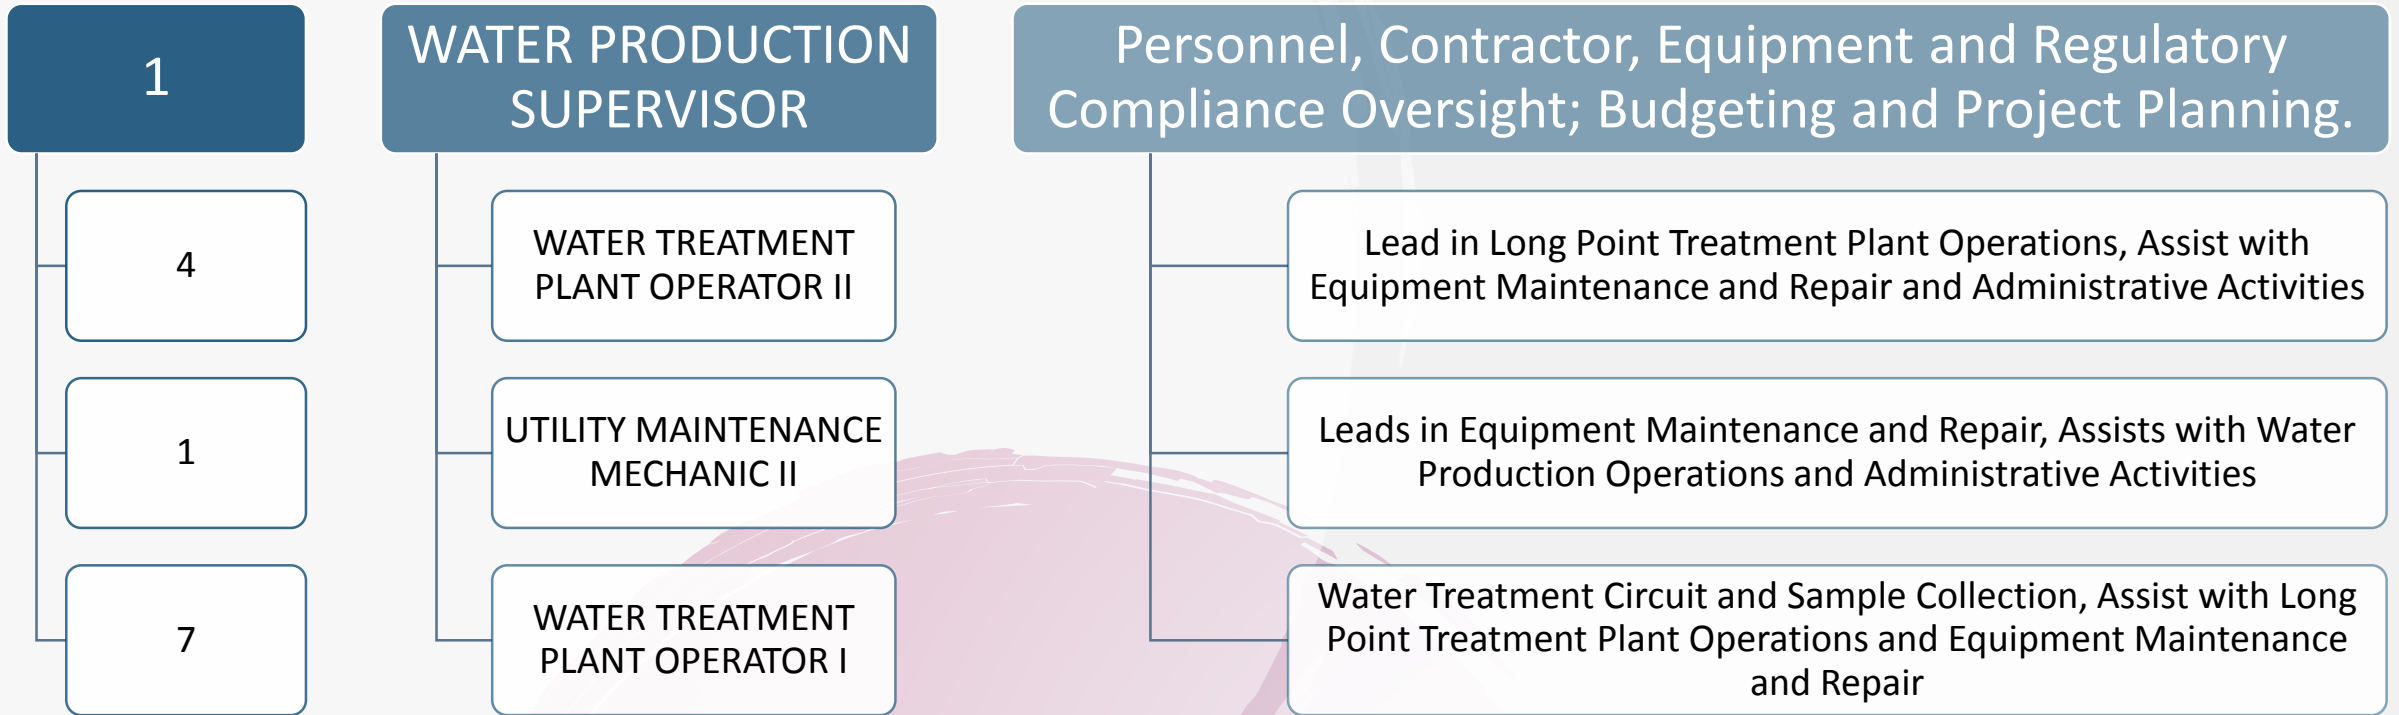 1
WATER PRODUCTION
SUPERVISOR
Personnel, Contractor, Equipment and Regulatory
Compliance Oversight; Budgeting and Project Planning.
4
WATER TREATMENT
PLANT OPERATOR II
Lead in Long Point Treatment Plant Operations, Assist with
Equipment Maintenance and Repair and Administrative Activities
1
UTILITY MAINTENANCE
MECHANIC II
Leads in Equipment Maintenance and Repair, Assists with Water
Production Operations and Administrative Activities
7
WATER TREATMENT
PLANT OPERATOR I
Water Treatment Circuit and Sample Collection, Assist with Long
Point Treatment Plant Operations and Equipment Maintenance
and Repair